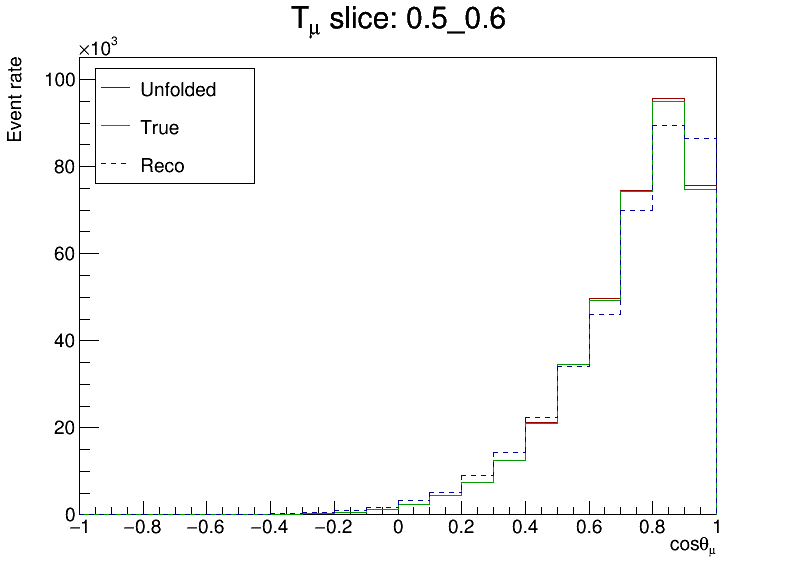 Tμ slice: 0.5_0.6
×10³
Event rate
100
80
60
40
20
0
Unfolded
True
Reco
−1 −0.8 −0.6 −0.4 −0.2 0 0.2 0.4 0.6 0.8 1
cosθμ